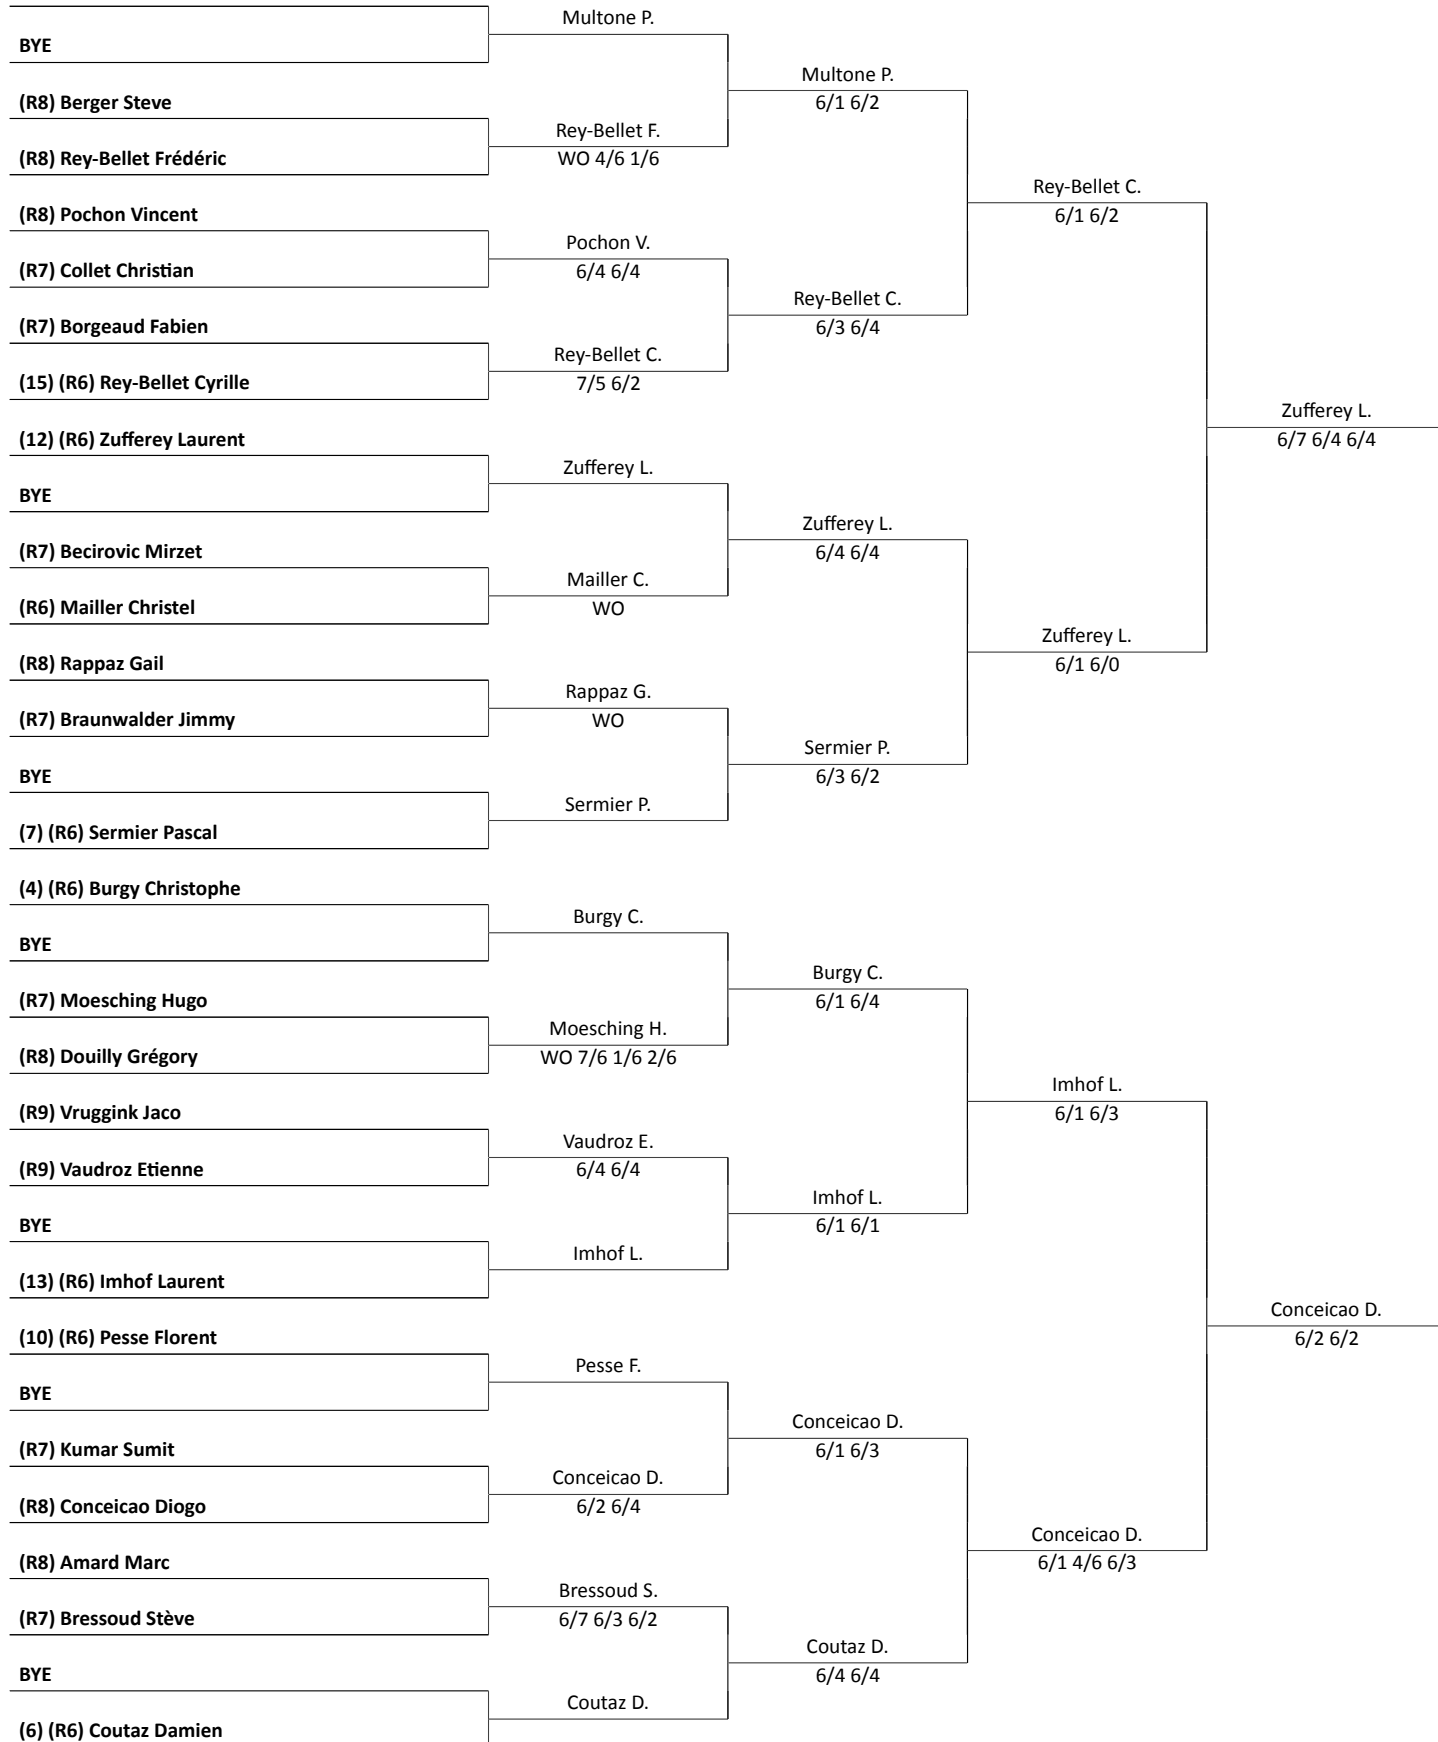 Multone P.
BYE
Multone P.
(R8) Berger Steve
6/1 6/2
Rey-Bellet F.
(R8) Rey-Bellet Frédéric
WO 4/6 1/6
Rey-Bellet C.
(R8) Pochon Vincent
6/1 6/2
Pochon V.
(R7) Collet Christian
6/4 6/4
Rey-Bellet C.
(R7) Borgeaud Fabien
6/3 6/4
Rey-Bellet C.
(15) (R6) Rey-Bellet Cyrille
7/5 6/2
Zufferey L.
(12) (R6) Zufferey Laurent
6/7 6/4 6/4
Zufferey L.
BYE
Zufferey L.
(R7) Becirovic Mirzet
6/4 6/4
Mailler C.
(R6) Mailler Christel
WO
Zufferey L.
(R8) Rappaz Gail
6/1 6/0
Rappaz G.
(R7) Braunwalder Jimmy
WO
Sermier P.
BYE
6/3 6/2
Sermier P.
(7) (R6) Sermier Pascal
(4) (R6) Burgy Christophe
Burgy C.
BYE
Burgy C.
(R7) Moesching Hugo
6/1 6/4
Moesching H.
(R8) Douilly Grégory
WO 7/6 1/6 2/6
Imhof L.
(R9) Vruggink Jaco
6/1 6/3
Vaudroz E.
(R9) Vaudroz Etienne
6/4 6/4
Imhof L.
BYE
6/1 6/1
Imhof L.
(13) (R6) Imhof Laurent
Conceicao D.
(10) (R6) Pesse Florent
6/2 6/2
Pesse F.
BYE
Conceicao D.
(R7) Kumar Sumit
6/1 6/3
Conceicao D.
(R8) Conceicao Diogo
6/2 6/4
Conceicao D.
(R8) Amard Marc
6/1 4/6 6/3
Bressoud S.
(R7) Bressoud Stève
6/7 6/3 6/2
Coutaz D.
BYE
6/4 6/4
Coutaz D.
(6) (R6) Coutaz Damien